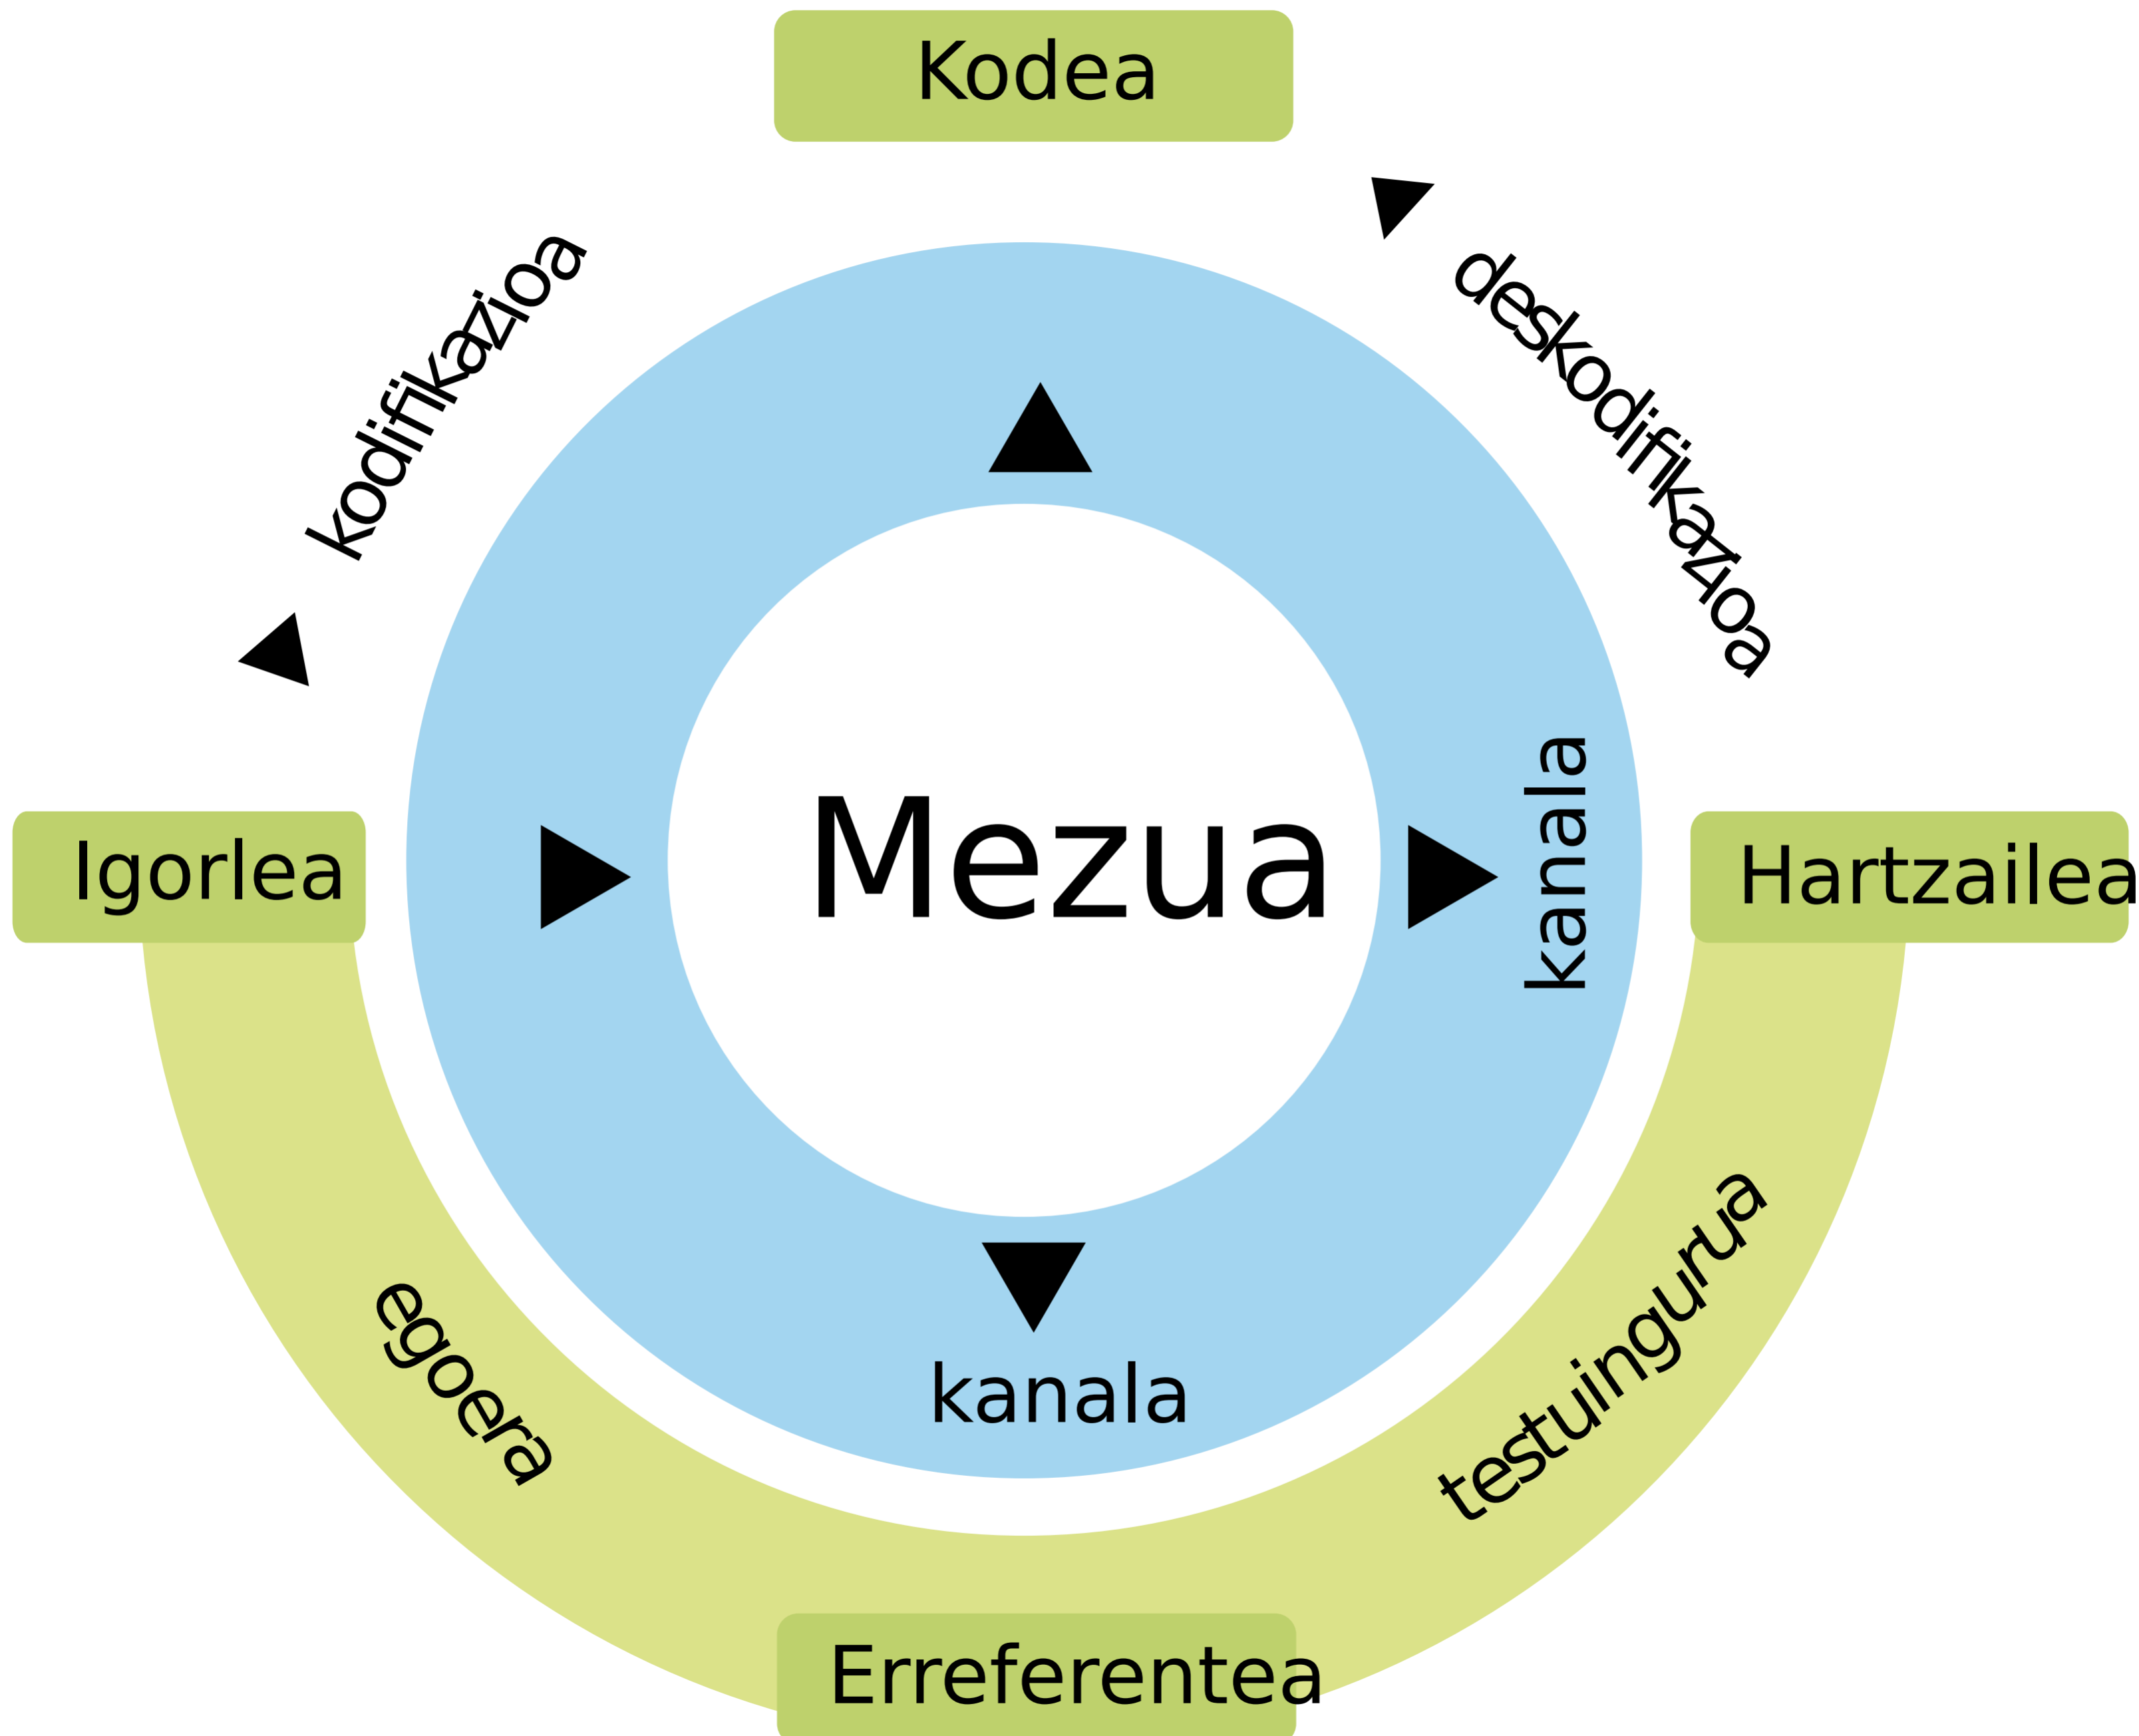 Kodea
kodifikazioa
deskodifikazioa
Igorlea
Mezua
kanala
Hartzailea
egoera
kanala
testuingurua
Erreferentea